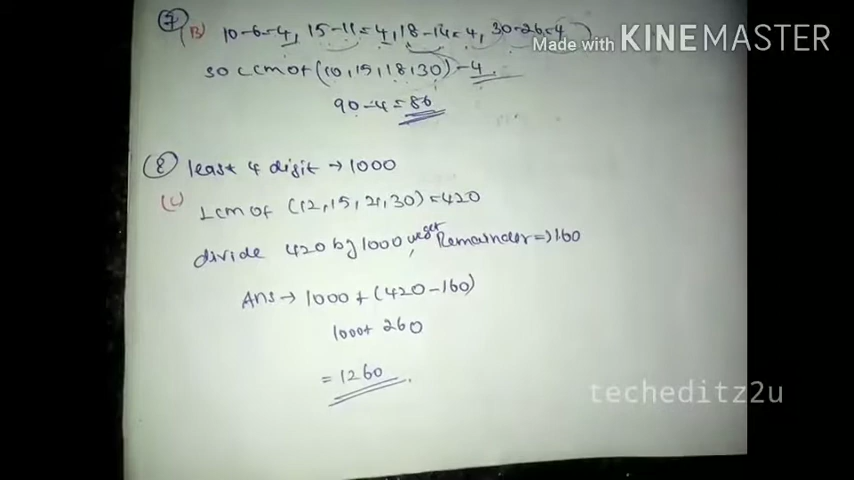 7
(B) 10-6=4, 15-11=4, 18-14=4, 30-26=4
Made with KINEMASTER
so LCM of (10,15,18,30) - 4
90-4=86
8 least 4 digit → 1000
(C) Lcm of (12,15,21,30) =420
divide 420 by 1000 we get Remainder => 160
Ans → 1000 + (420-160)
1000+ 260
= 1260
techeditz2u